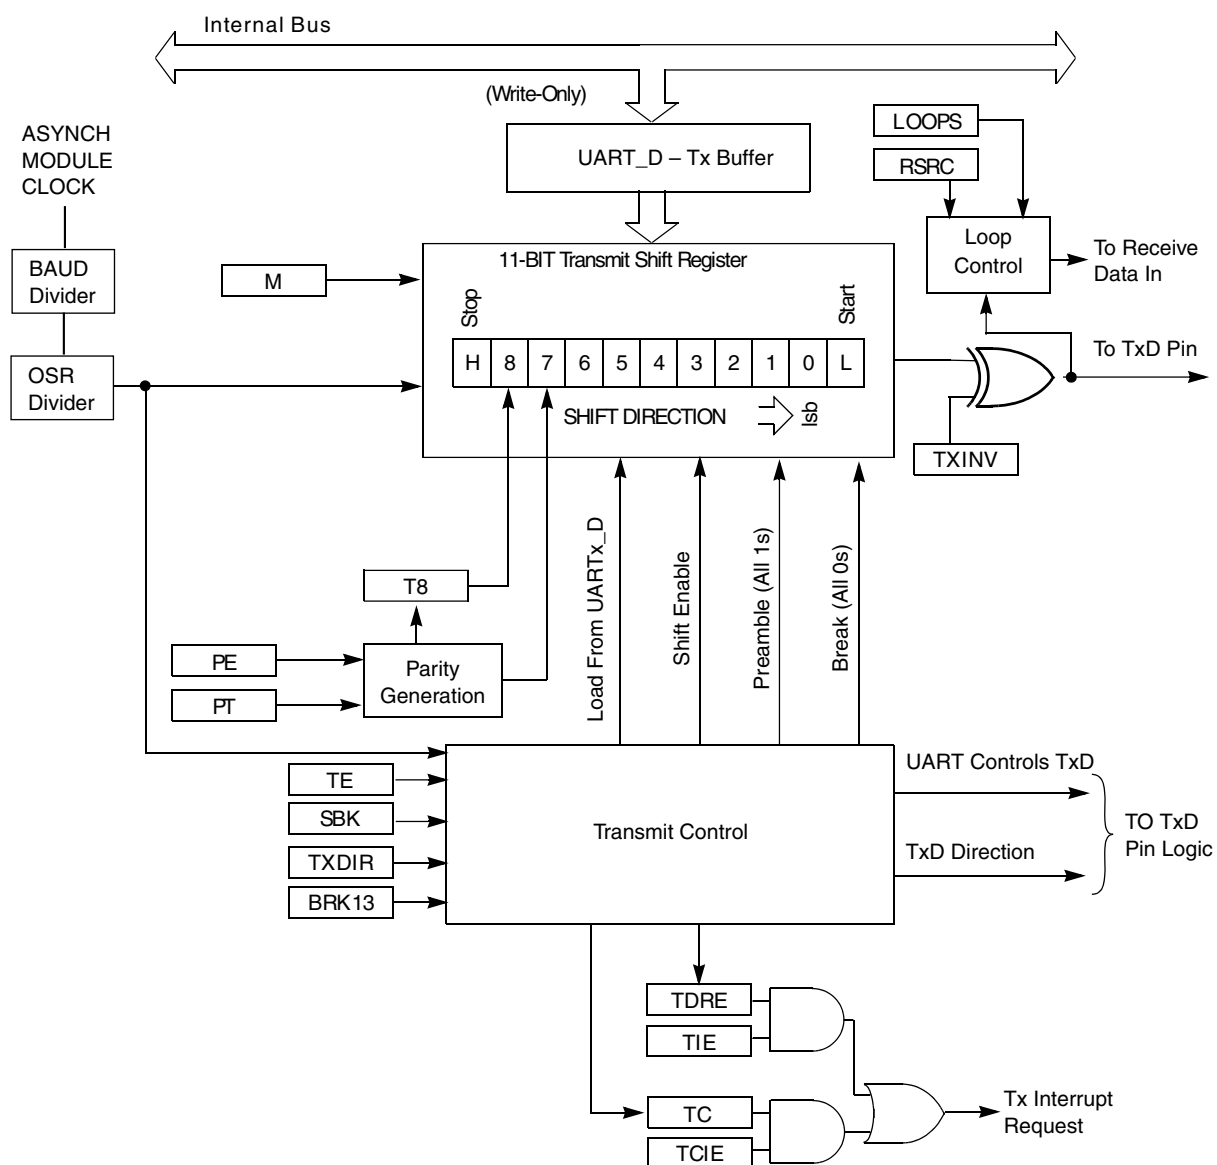 Internal Bus
(Write-Only)
UART_D – Tx Buffer
LOOPS
RSRC
ASYNCH
MODULE
CLOCK
BAUD
Divider
OSR
Divider
M
11-BIT Transmit Shift Register
Stop
Start
H 8 7 6 5 4 3 2 1 0 L
SHIFT DIRECTION
lsb
Loop
Control
To Receive
Data In
To TxD Pin
TXINV
T8
PE
PT
Parity
Generation
Load From UARTx_D
Shift Enable
Preamble (All 1s)
Break (All 0s)
TE
SBK
TXDIR
BRK13
Transmit Control
UART Controls TxD
TxD Direction
TO TxD
Pin Logic
TDRE
TIE
TC
TCIE
Tx Interrupt
Request